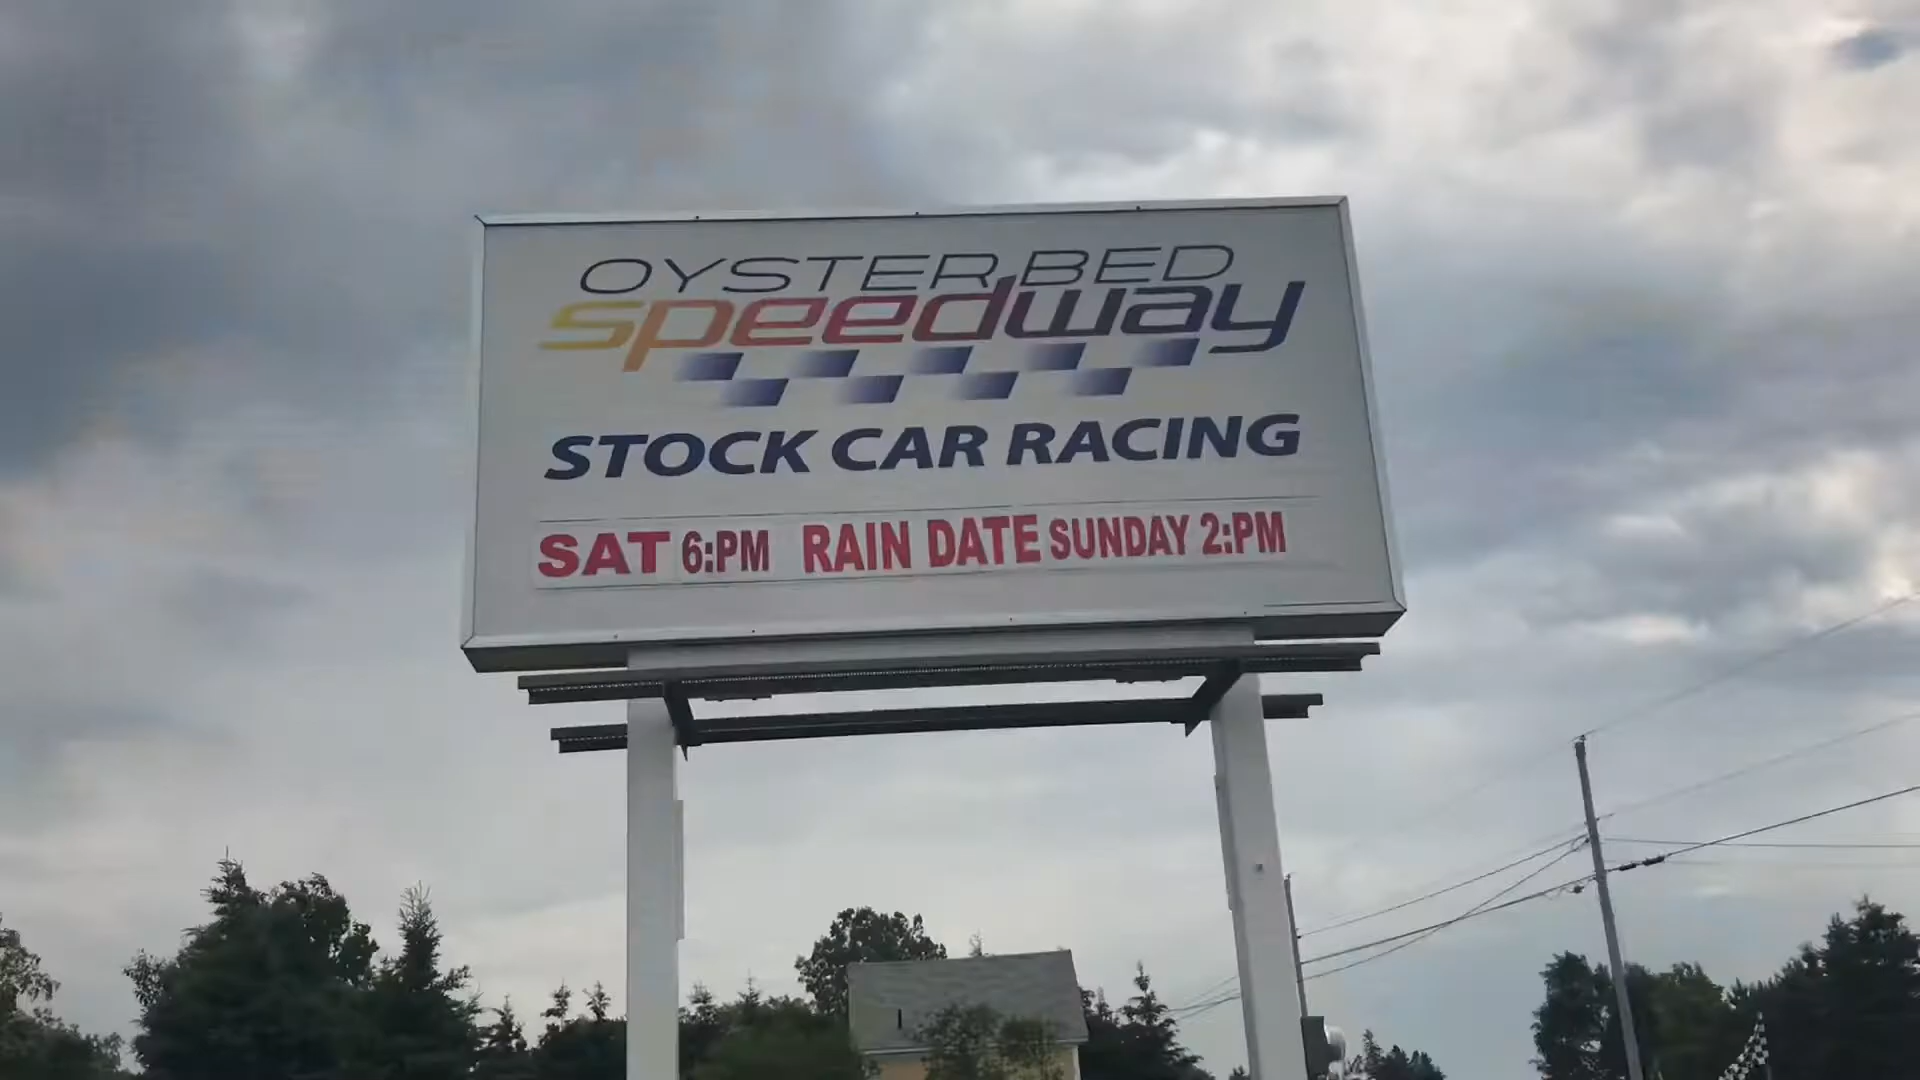 OYSTER BED
speedway
STOCK CAR RACING
SAT 6:PM RAIN DATE SUNDAY 2:PM